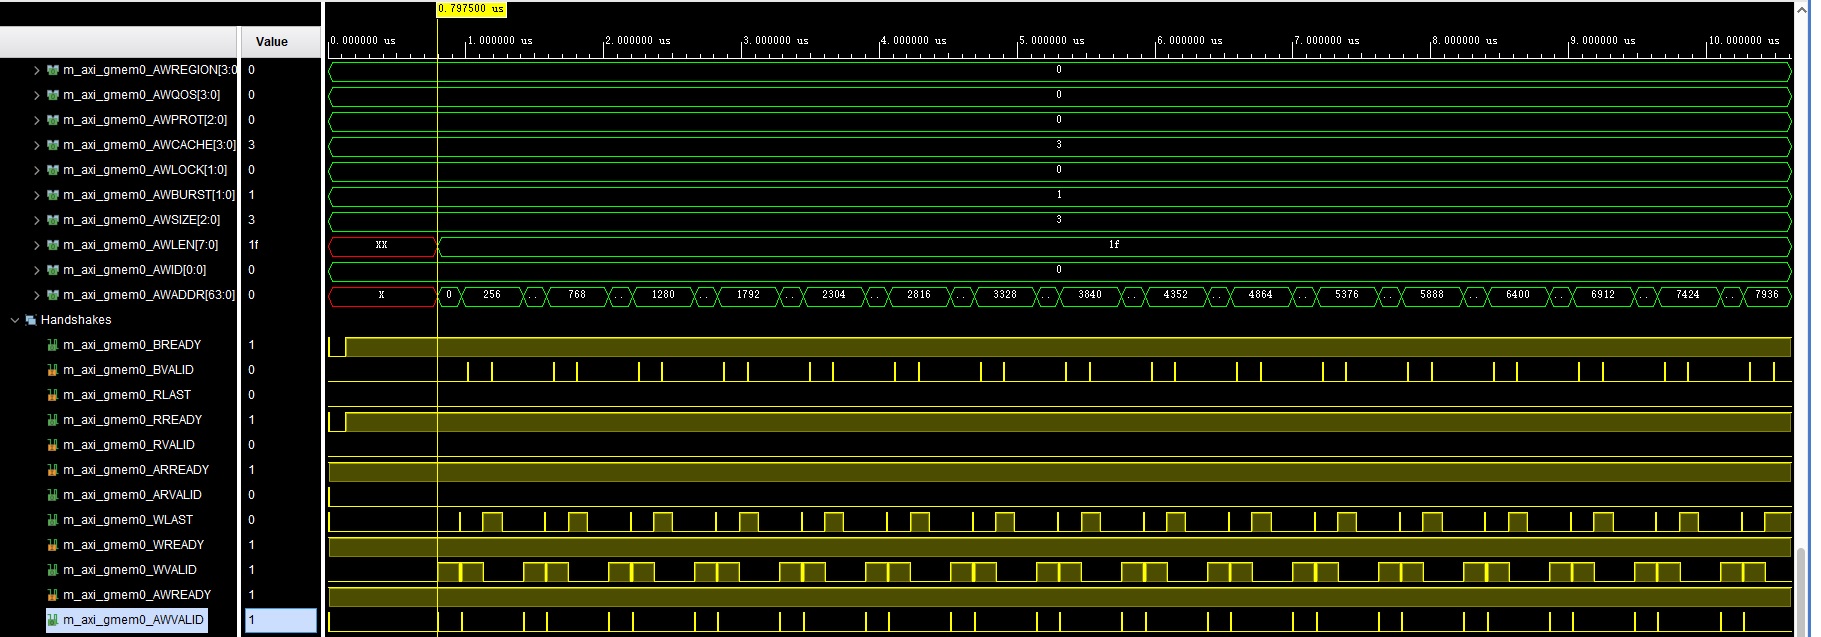 0.797500 us
Value
0.000000 us 1.000000 us 2.000000 us 3.000000 us 4.000000 us 5.000000 us 6.000000 us 7.000000 us 8.000000 us 9.000000 us 10.000000 us
m_axi_gmem0_AWREGION[3:0 0 0
m_axi_gmem0_AWQOS[3:0] 0 0
m_axi_gmem0_AWPROT[2:0] 0 0
m_axi_gmem0_AWCACHE[3:0] 3 3
m_axi_gmem0_AWLOCK[1:0] 0 0
m_axi_gmem0_AWBURST[1:0] 1 1
m_axi_gmem0_AWSIZE[2:0] 3 3
m_axi_gmem0_AWLEN[7:0] 1f XX 1f
m_axi_gmem0_AWID[0:0] 0 0
m_axi_gmem0_AWADDR[63:0] 0 X 0 256 .. 768 .. 1280 .. 1792 .. 2304 .. 2816 .. 3328 .. 3840 .. 4352 .. 4864 .. 5376 .. 5888 .. 6400 .. 6912 .. 7424 .. 7936
Handshakes
m_axi_gmem0_BREADY 1
m_axi_gmem0_BVALID 0
m_axi_gmem0_RLAST 0
m_axi_gmem0_RREADY 1
m_axi_gmem0_RVALID 0
m_axi_gmem0_ARREADY 1
m_axi_gmem0_ARVALID 0
m_axi_gmem0_WLAST 0
m_axi_gmem0_WREADY 1
m_axi_gmem0_WVALID 1
m_axi_gmem0_AWREADY 1
m_axi_gmem0_AWVALID 1